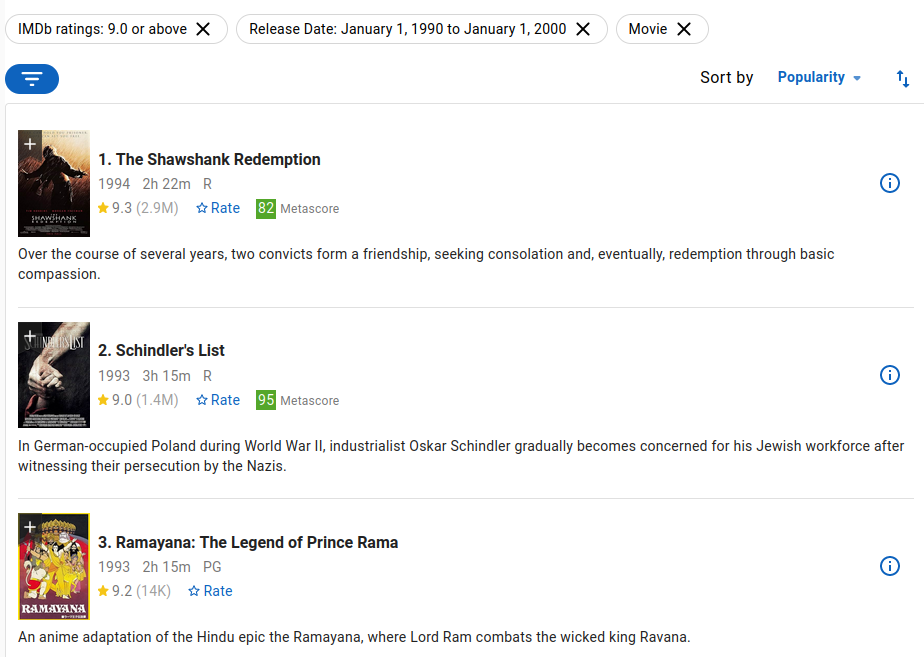 IMDb ratings: 9.0 or above
Release Date: January 1, 1990 to January 1, 2000
Movie
Sort by Popularity
SHAWSHANK
REDEMPTION
1. The Shawshank Redemption
1994 2h 22m R
9.3 (2.9M) Rate 82 Metascore
Over the course of several years, two convicts form a friendship, seeking consolation and, eventually, redemption through basic
compassion.
SCHINDLER'S LIST
2. Schindler's List
1993 3h 15m R
9.0 (1.4M) Rate 95 Metascore
In German-occupied Poland during World War II, industrialist Oskar Schindler gradually becomes concerned for his Jewish workforce after
witnessing their persecution by the Nazis.
RAMAYANA
3. Ramayana: The Legend of Prince Rama
1993 2h 15m PG
9.2 (14K) Rate
An anime adaptation of the Hindu epic the Ramayana, where Lord Ram combats the wicked king Ravana.